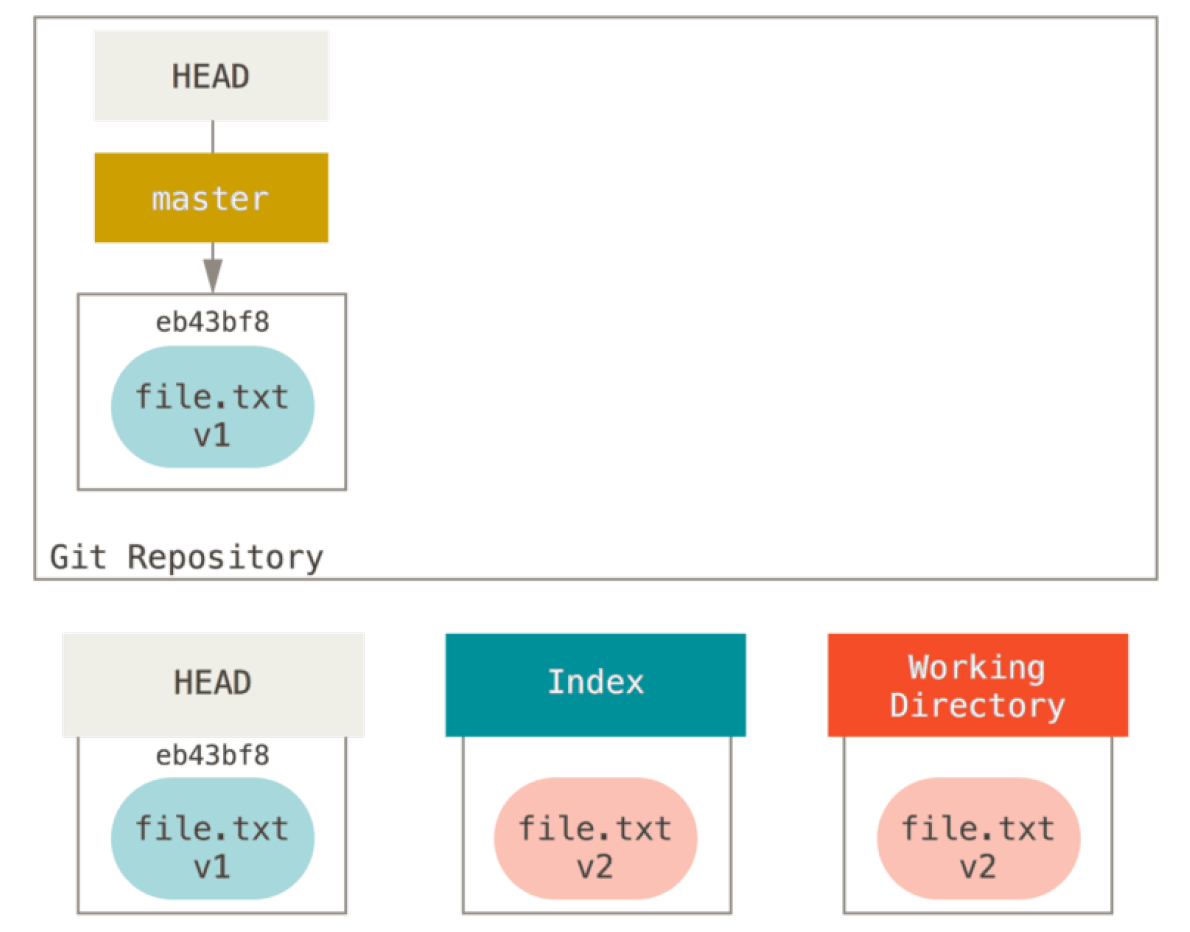 HEAD
master
eb43bf8
file.txt
v1
Git Repository
HEAD
Index
Working
Directory
eb43bf8
file.txt
v1
file.txt
v2
file.txt
v2